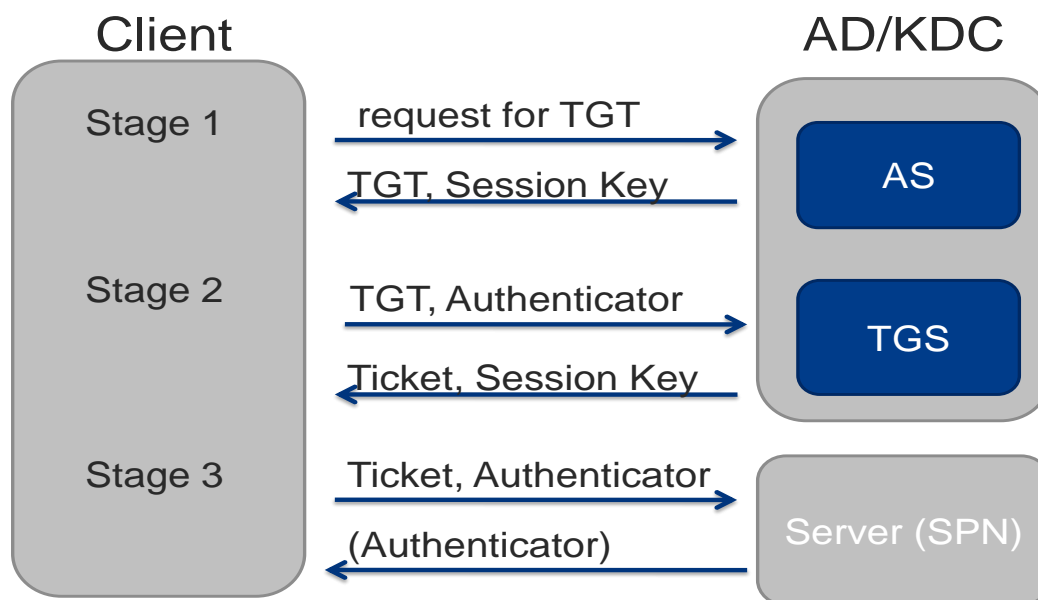 Client
AD/KDC
Stage 1
request for TGT
AS
TGT, Session Key
Stage 2
TGT, Authenticator
TGS
Ticket, Session Key
Stage 3
Ticket, Authenticator
Server (SPN)
(Authenticator)